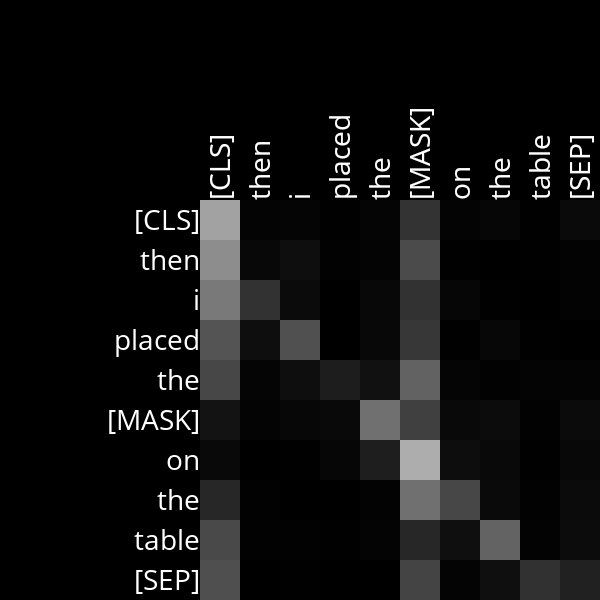 [CLS] then i placed the [MASK] on the table [SEP]
[CLS]
then
i
placed
the
[MASK]
on
the
table
[SEP]